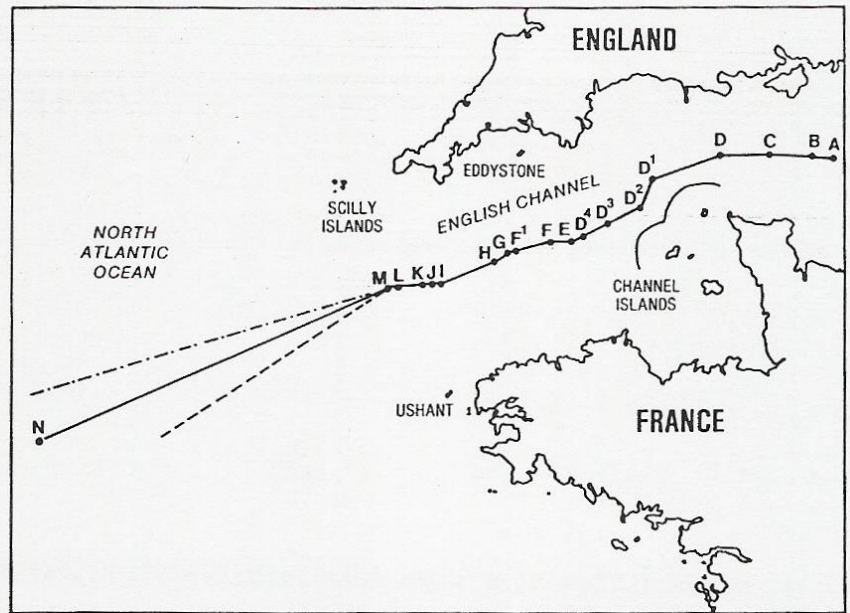 ENGLAND
D C B A
EDDYSTONE
D¹
SCILLY
ISLANDS
ENGLISH CHANNEL
D²
NORTH
ATLANTIC
OCEAN
H G F¹ F E D⁴ D³
M L K J I
CHANNEL
ISLANDS
USHANT
FRANCE
N